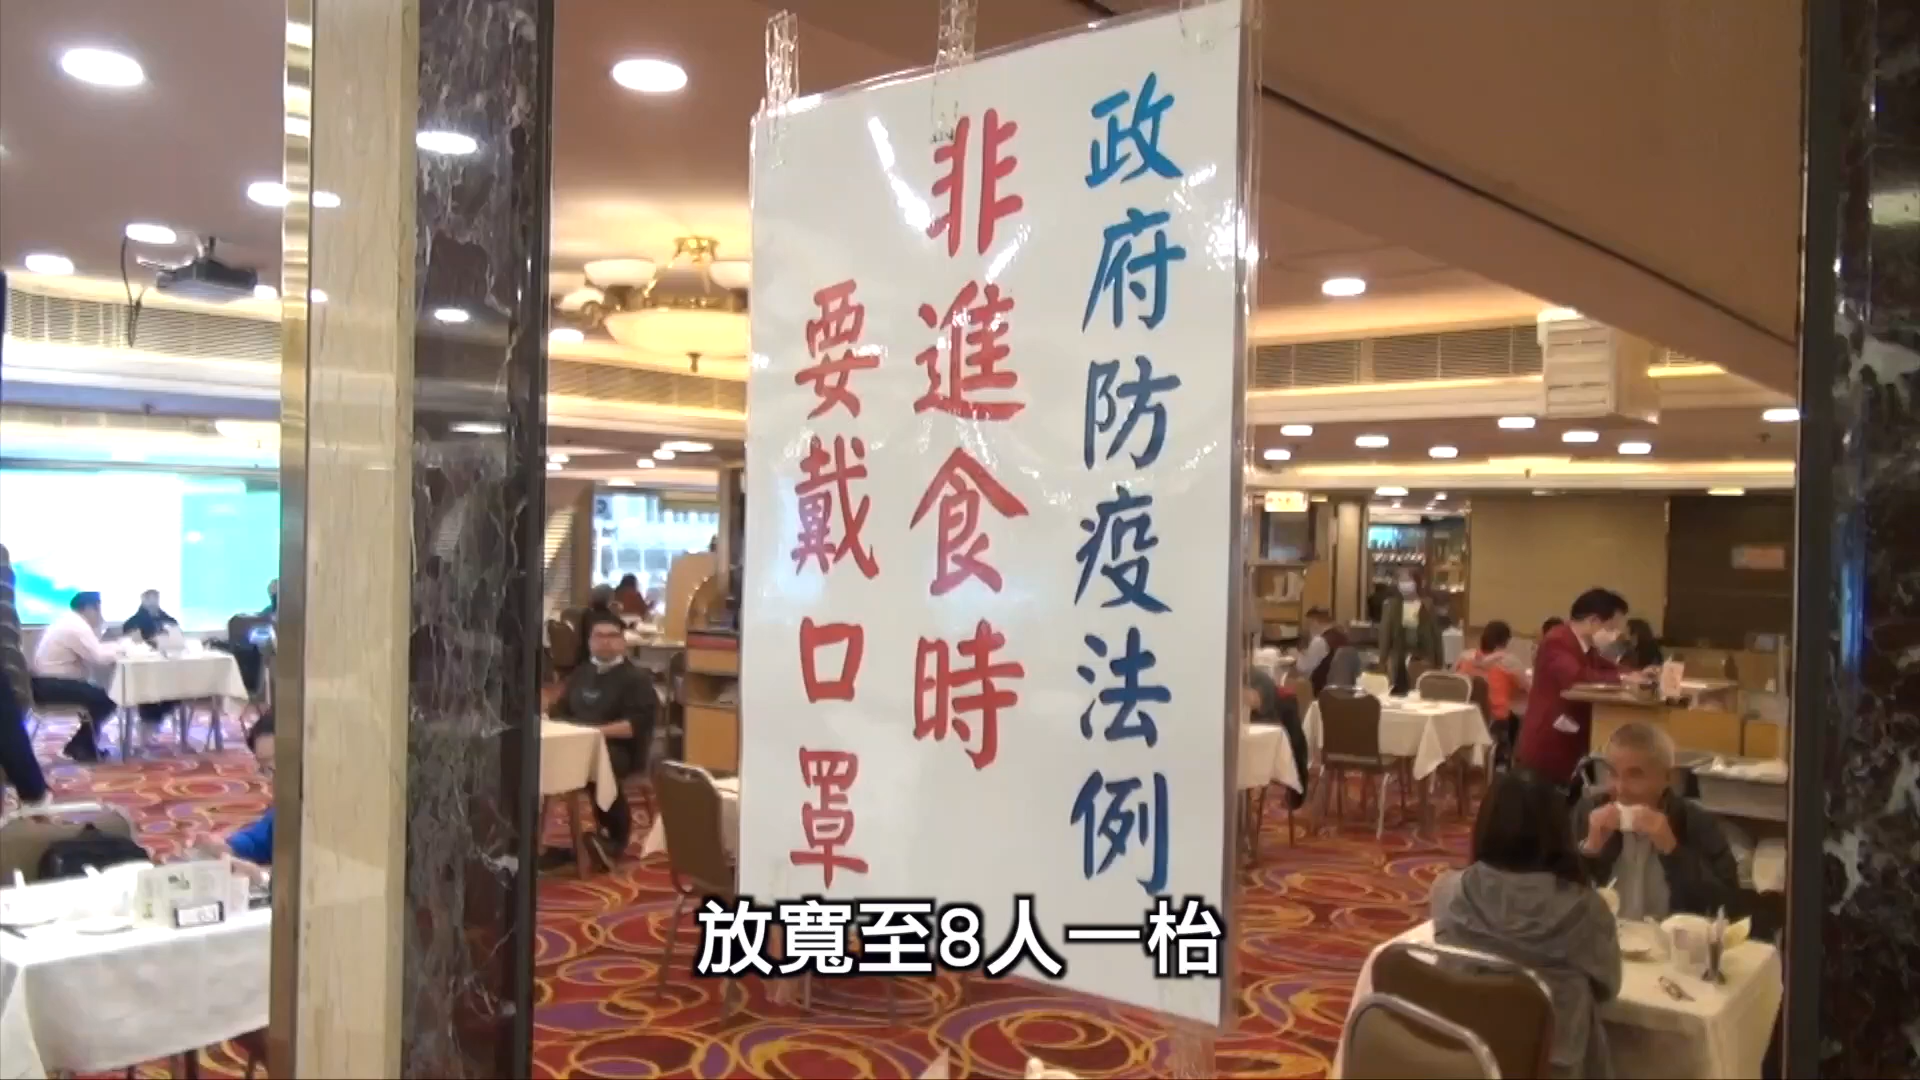 政府防疫法例
非進食時
要戴口罩
放寬至8人一枱